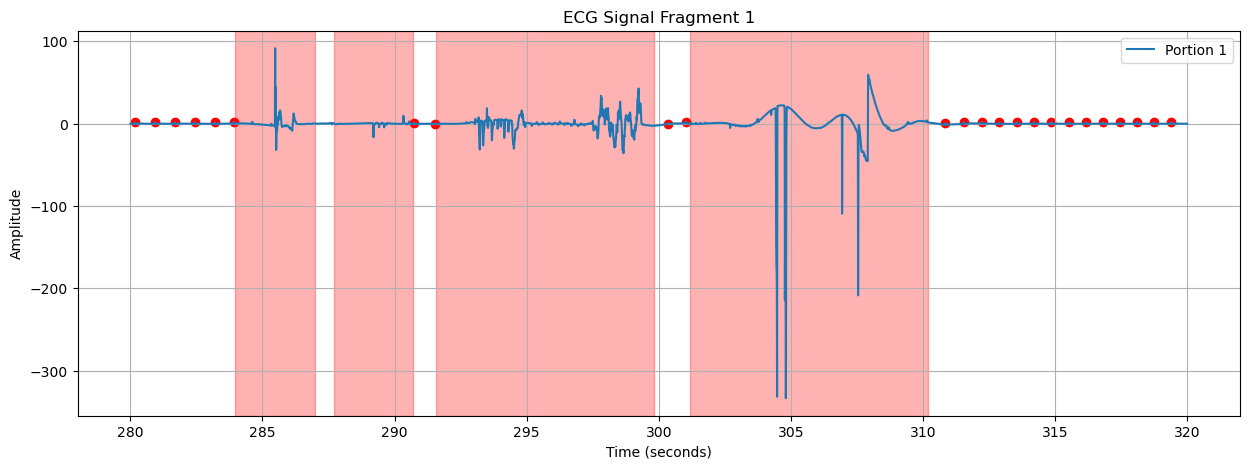 ECG Signal Fragment 1
Portion 1
Amplitude
100
0
−100
−200
−300
280 285 290 295 300 305 310 315 320
Time (seconds)